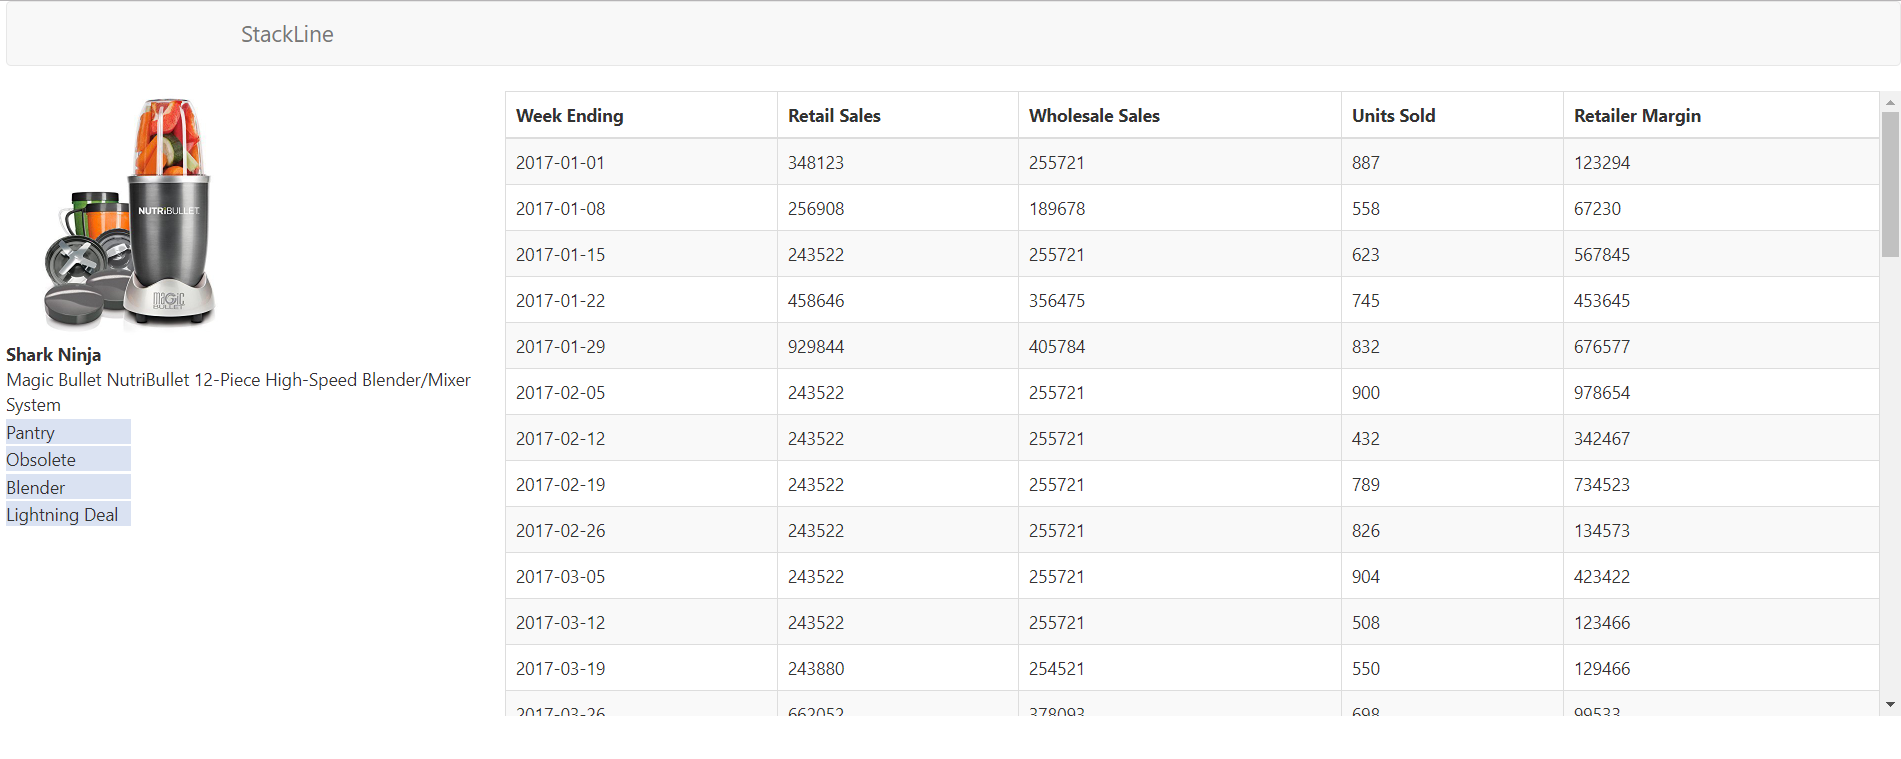 StackLine
NUTRiBULLET
magic
BULLET
Shark Ninja
Magic Bullet NutriBullet 12-Piece High-Speed Blender/Mixer
System
Pantry
Obsolete
Blender
Lightning Deal
Week Ending Retail Sales Wholesale Sales Units Sold Retailer Margin
2017-01-01 348123 255721 887 123294
2017-01-08 256908 189678 558 67230
2017-01-15 243522 255721 623 567845
2017-01-22 458646 356475 745 453645
2017-01-29 929844 405784 832 676577
2017-02-05 243522 255721 900 978654
2017-02-12 243522 255721 432 342467
2017-02-19 243522 255721 789 734523
2017-02-26 243522 255721 826 134573
2017-03-05 243522 255721 904 423422
2017-03-12 243522 255721 508 123466
2017-03-19 243880 254521 550 129466
2017-03-26 662052 378093 698 99533